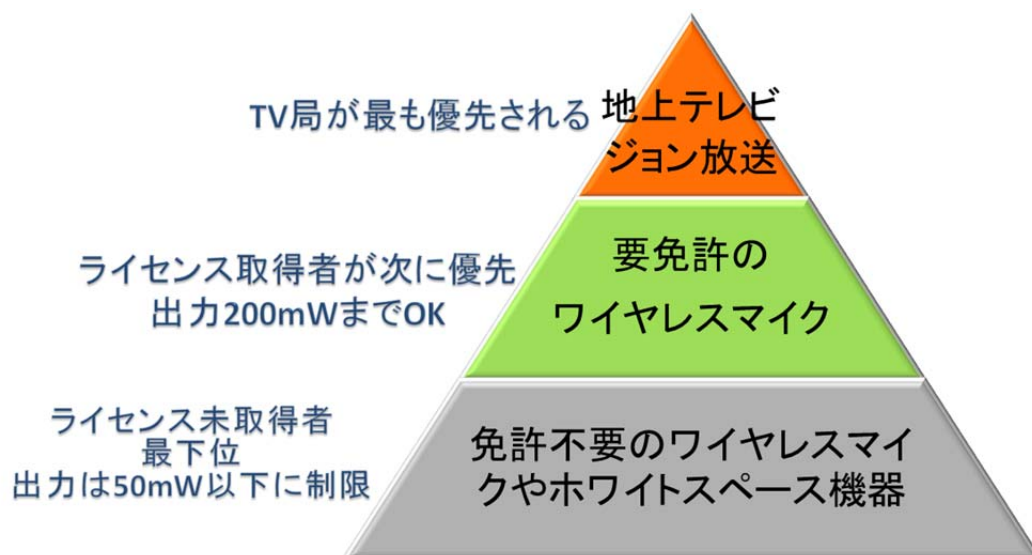 TV局が最も優先される
地上テレビ
ジョン放送
ライセンス取得者が次に優先
出力200mWまでOK
要免許の
ワイヤレスマイク
ライセンス未取得者
最下位
出力は50mW以下に制限
免許不要のワイヤレスマイ
クやホワイトスペース機器